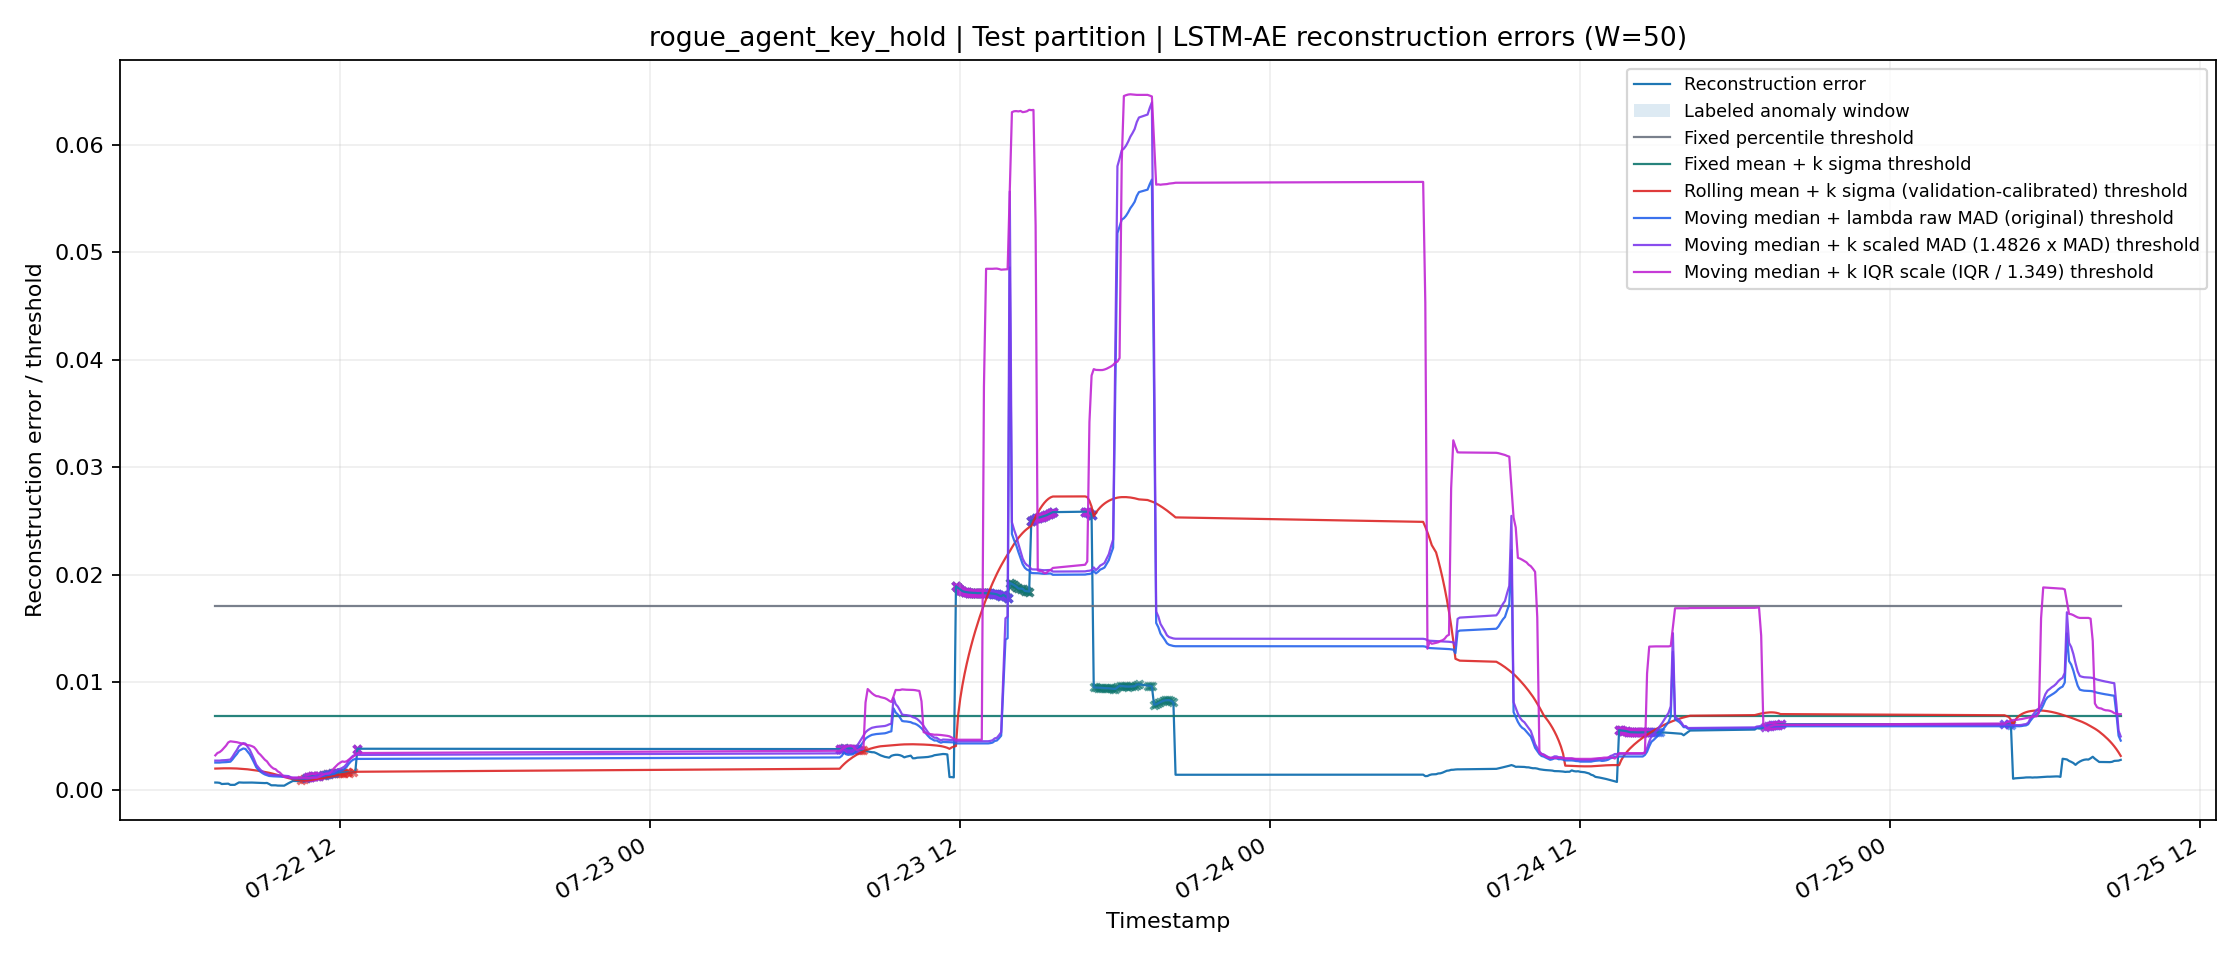 rogue_agent_key_hold | Test partition | LSTM-AE reconstruction errors (W=50)
Reconstruction error
Labeled anomaly window
Fixed percentile threshold
Fixed mean + k sigma threshold
Rolling mean + k sigma (validation-calibrated) threshold
Moving median + lambda raw MAD (original) threshold
Moving median + k scaled MAD (1.4826 x MAD) threshold
Moving median + k IQR scale (IQR / 1.349) threshold
Reconstruction error / threshold
0.06
0.05
0.04
0.03
0.02
0.01
0.00
07-22 12
07-23 00
07-23 12
07-24 00
07-24 12
07-25 00
07-25 12
Timestamp